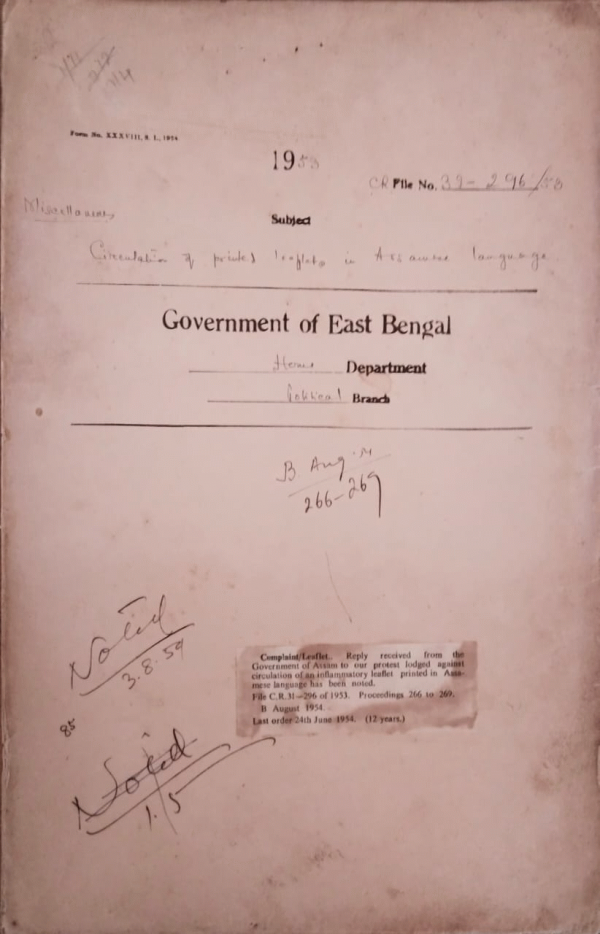 Form No. XXXVIII, S. I., 1954.
1953
CR File No. 39-296/53
Miscellaneous
Subject
Circulation of printed leaflets in Assamese language
Government of East Bengal
Home Department
Political Branch
B Aug.
266-269
Noted
3.8.54
Complaint/Leaflet. Reply received from the
Government of Assam to our protest lodged against
circulation of an inflammatory leaflet printed in Assa-
mese language has been noted.
File C.R. 31—296 of 1953. Proceedings 266 to 269.
B August 1954.
Last order 24th June 1954. (12 years.)
85
Noted
1.5